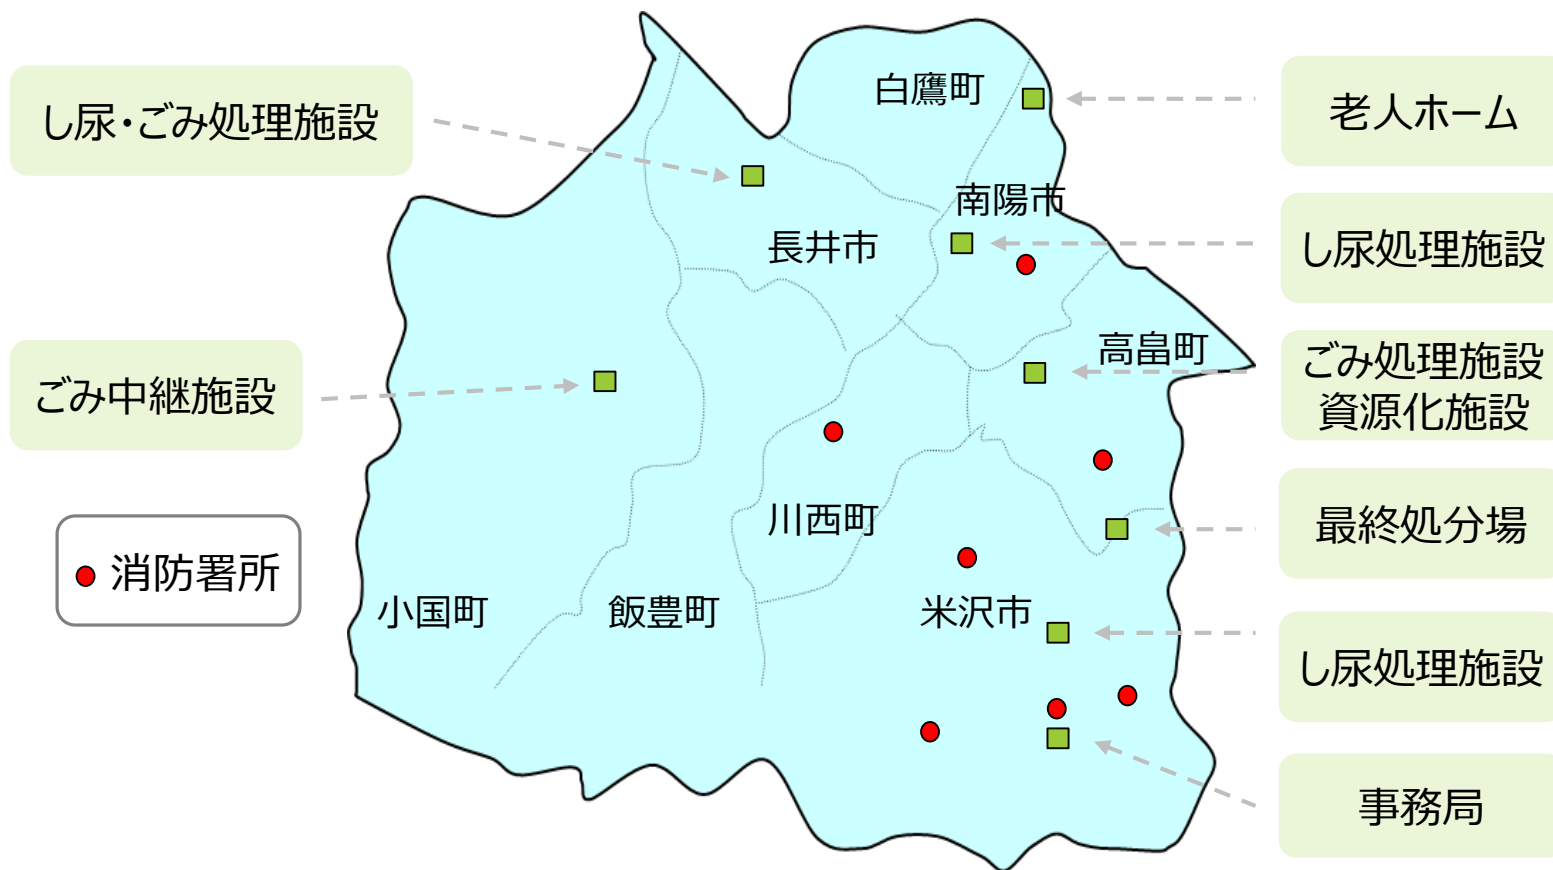 し尿・ごみ処理施設
ごみ中継施設
消防署所
白鷹町
南陽市
長井市
高畠町
川西町
小国町
飯豊町
米沢市
老人ホーム
し尿処理施設
ごみ処理施設
資源化施設
最終処分場
し尿処理施設
事務局